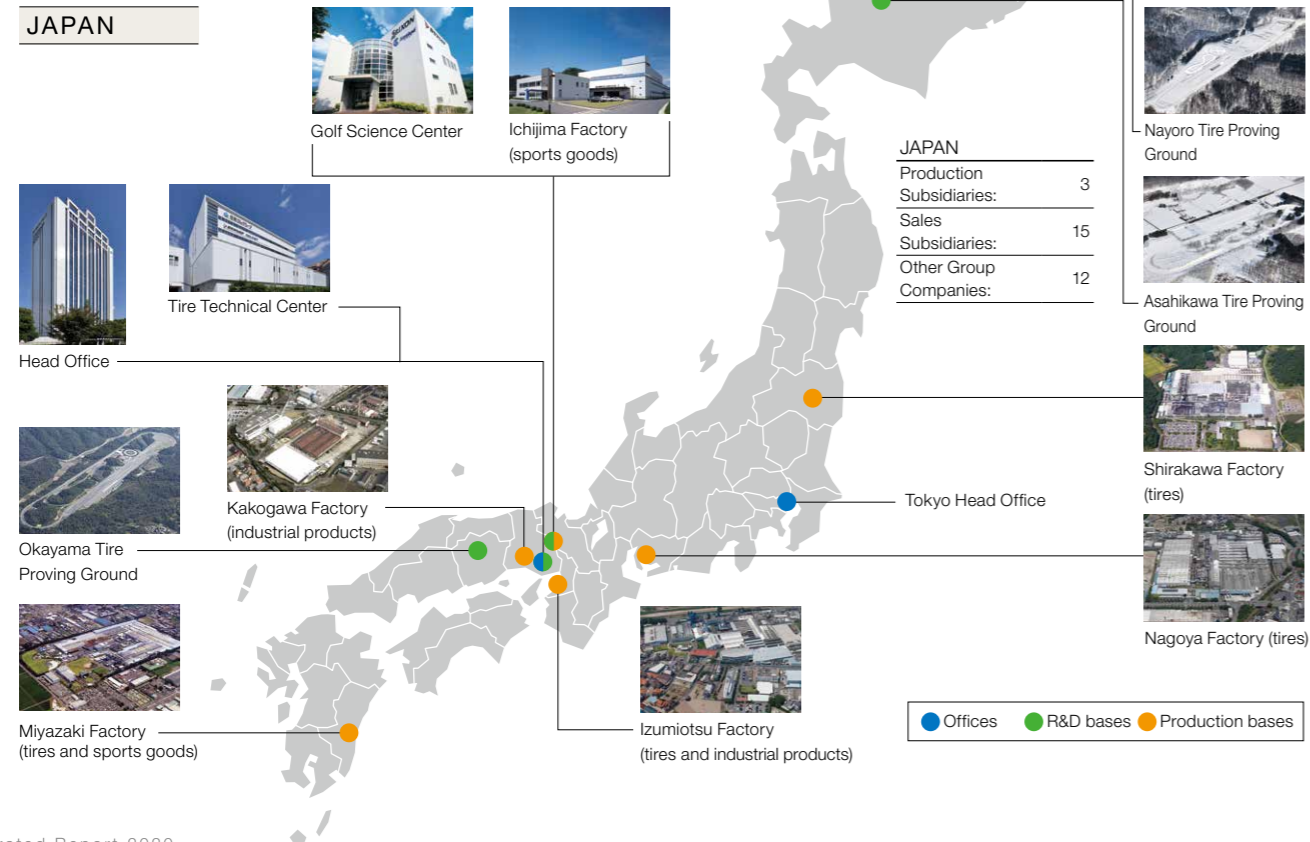 JAPAN
Golf Science Center
Ichijima Factory
(sports goods)
Nayoro Tire Proving
Ground
JAPAN
Production
Subsidiaries: 3
Sales
Subsidiaries: 15
Other Group
Companies: 12
Asahikawa Tire Proving
Ground
Head Office
Tire Technical Center
Kakogawa Factory
(industrial products)
Okayama Tire
Proving Ground
Miyazaki Factory
(tires and sports goods)
Izumiotsu Factory
(tires and industrial products)
Tokyo Head Office
Shirakawa Factory
(tires)
Nagoya Factory (tires)
Offices
R&D bases
Production bases
SRIXON